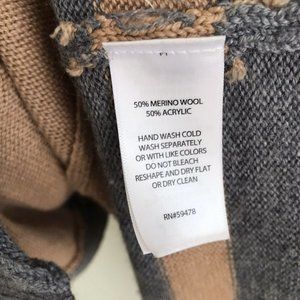 50% MERINO WOOL
50% ACRYLIC
HAND WASH COLD
WASH SEPARATELY
OR WITH LIKE COLORS
DO NOT BLEACH
RESHAPE AND DRY FLAT
OR DRY CLEAN
RN#59478